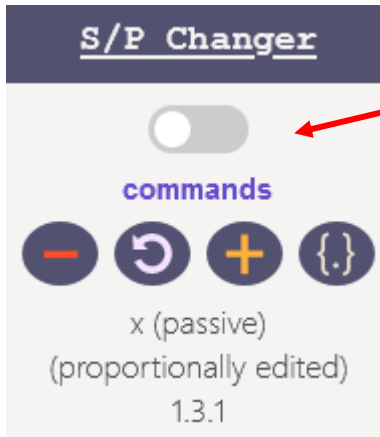 S/P Changer
commands
− + {.}
x (passive)
(proportionally edited)
1.3.1